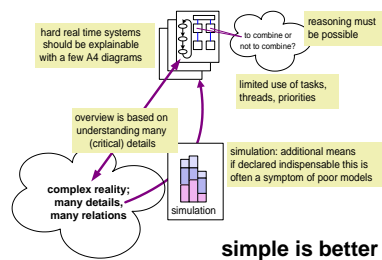 hard real time systems
should be explainable
with a few A4 diagrams
to combine or
not to combine?
reasoning must
be possible
limited use of tasks,
threads, priorities
overview is based on
understanding many
(critical) details
simulation: additional means
if declared indispensable this is
often a symptom of poor models
complex reality;
many details,
many relations
simulation
simple is better